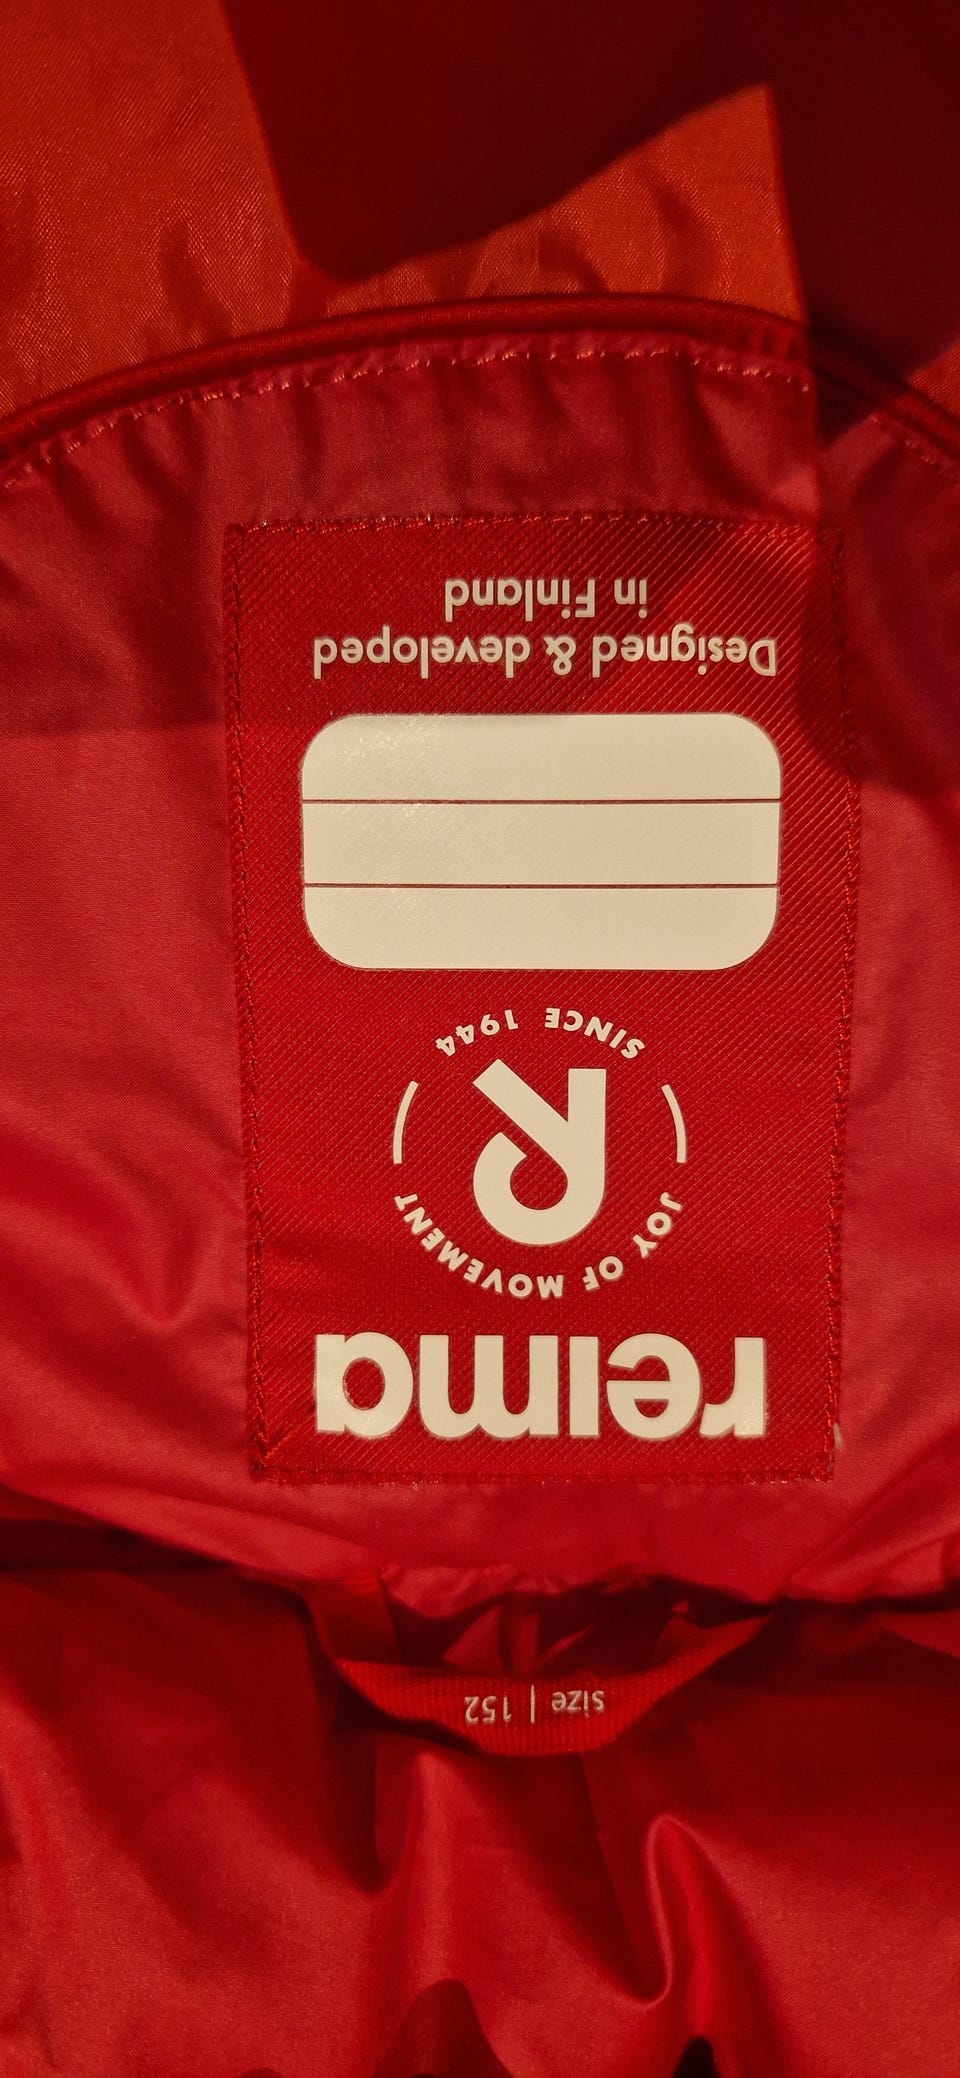 size | 152
reima
JOY OF MOVEMENT
R
SINCE 1944
Designed & developed
in Finland